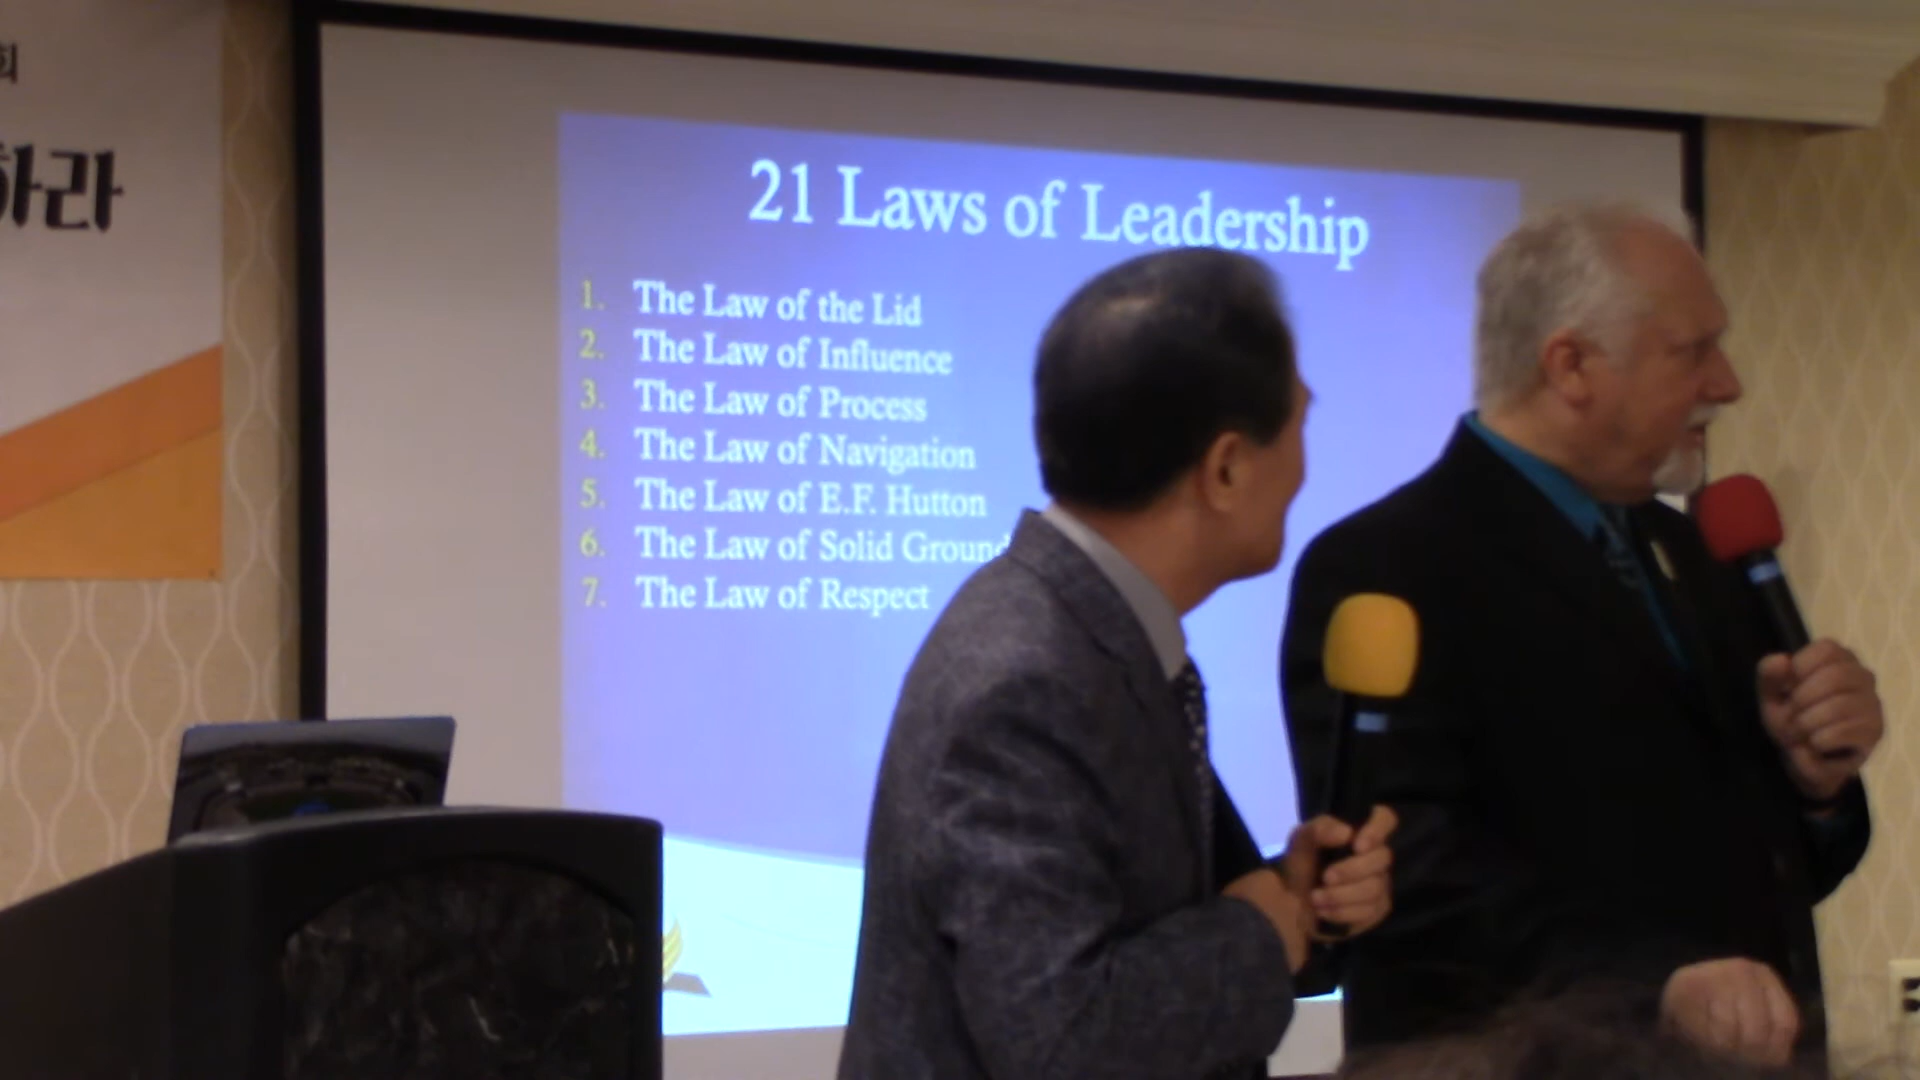 회
하라
21 Laws of Leadership
1. The Law of the Lid
2. The Law of Influence
3. The Law of Process
4. The Law of Navigation
5. The Law of E.F. Hutton
6. The Law of Solid Ground
7. The Law of Respect